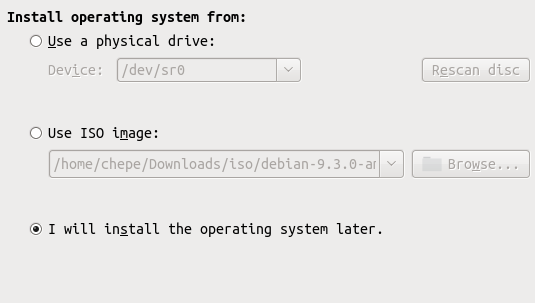 Install operating system from:
Use a physical drive:
Device: /dev/sr0 Rescan disc
Use ISO image:
/home/chepe/Downloads/iso/debian-9.3.0-am Browse...
I will install the operating system later.